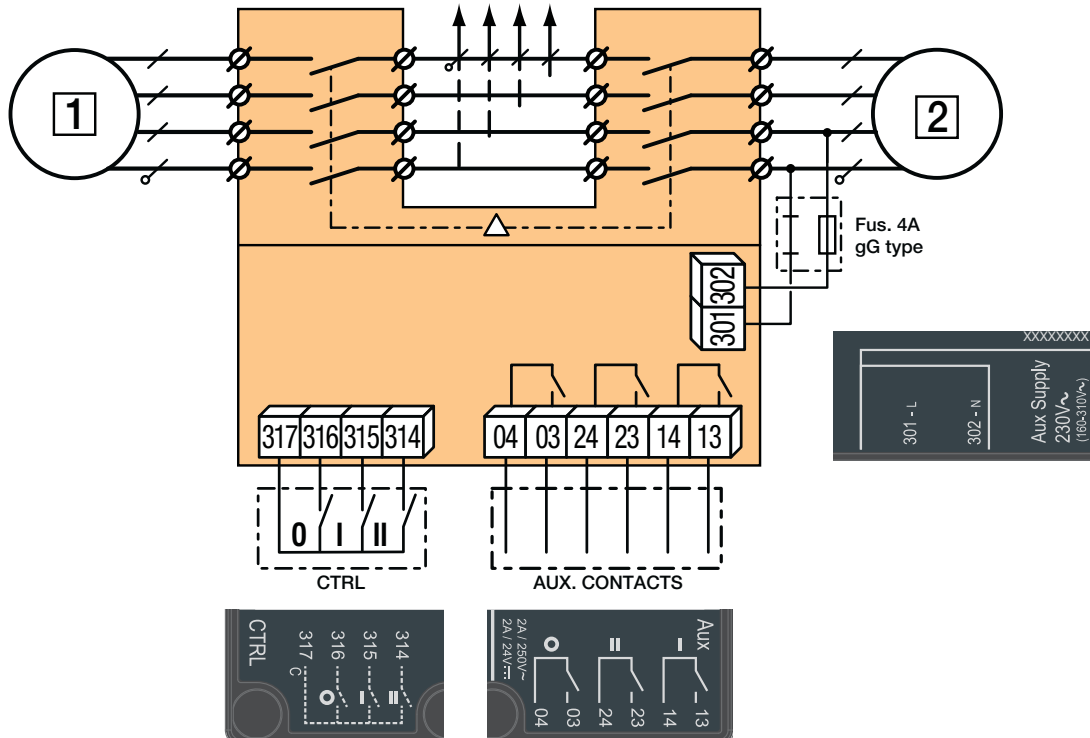 1
2
Fus. 4A
gG type
302
301
XXXXXXXX
301 - L
302 - N
Aux Supply
230V~
(160-310V~)
317 316 315 314
04 03 24 23 14 13
0 I II
CTRL
AUX. CONTACTS
CTRL
317
316
315
314
C
O
I
II
2A / 250V~
2A / 24V⎓
Aux
O
II
I
04
03
24
23
14
13